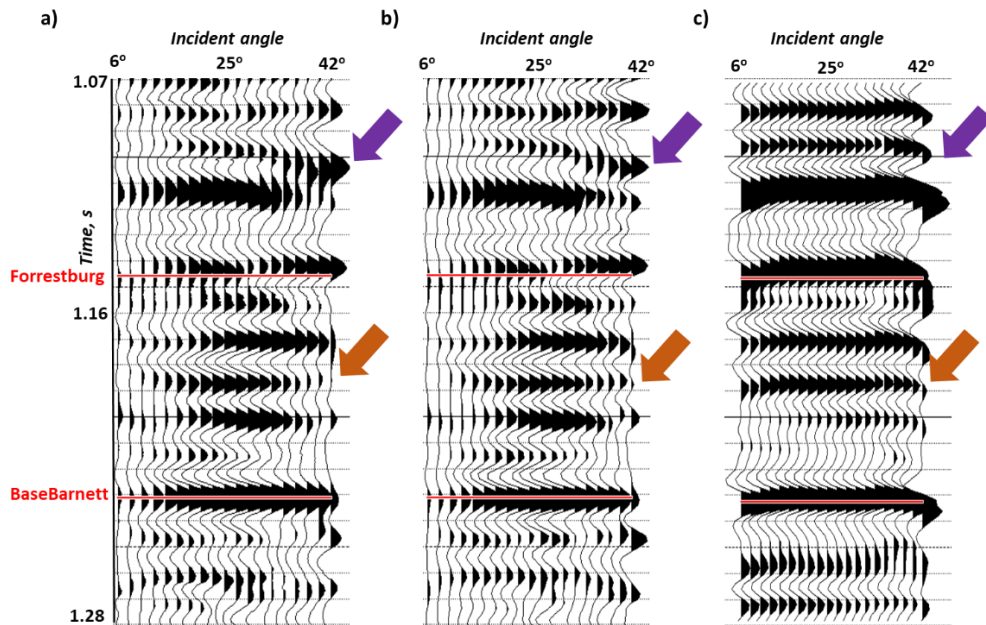 a)
Incident angle
6° 25° 42°
b)
Incident angle
6° 25° 42°
c)
Incident angle
6° 25° 42°
1.07
Time, s
Forrestburg
1.16
BaseBarnett
1.28